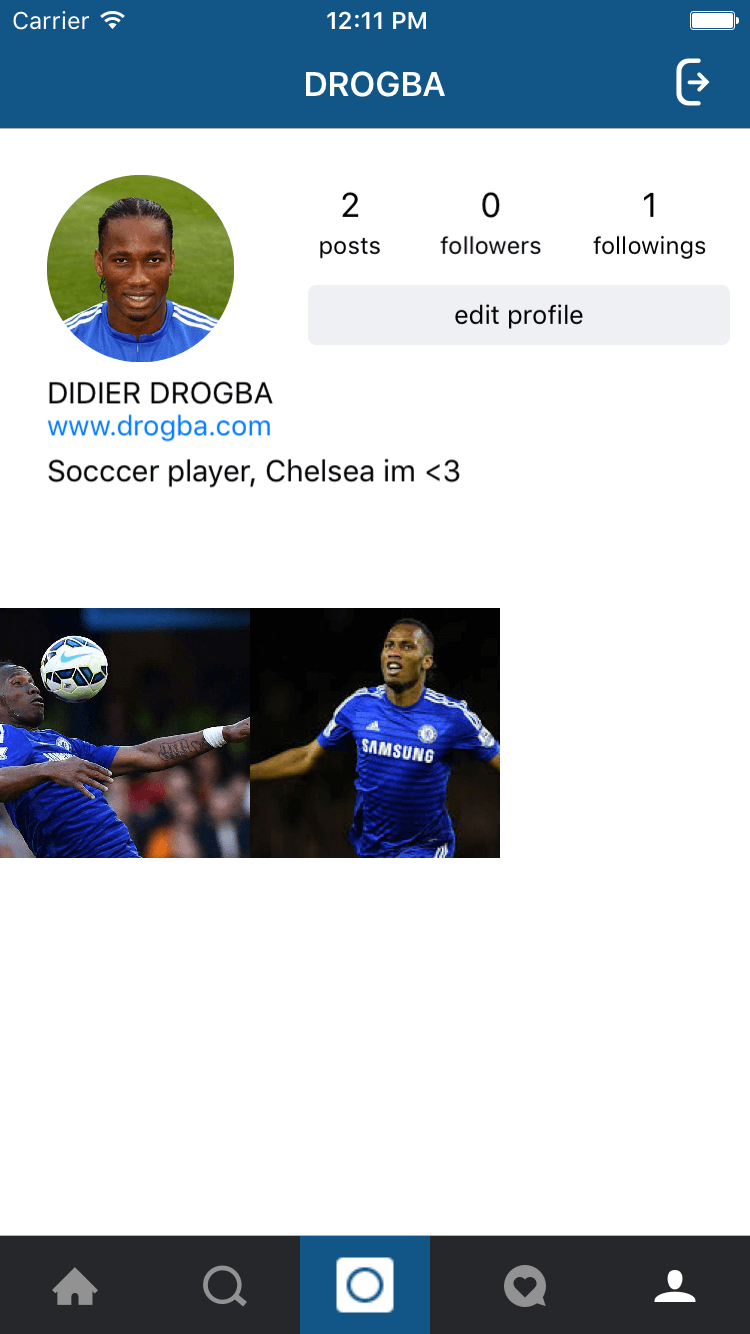 Carrier 12:11 PM
DROGBA
2 0 1
posts followers followings
edit profile
DIDIER DROGBA
www.drogba.com
Socccer player, Chelsea im <3
SAMSUNG